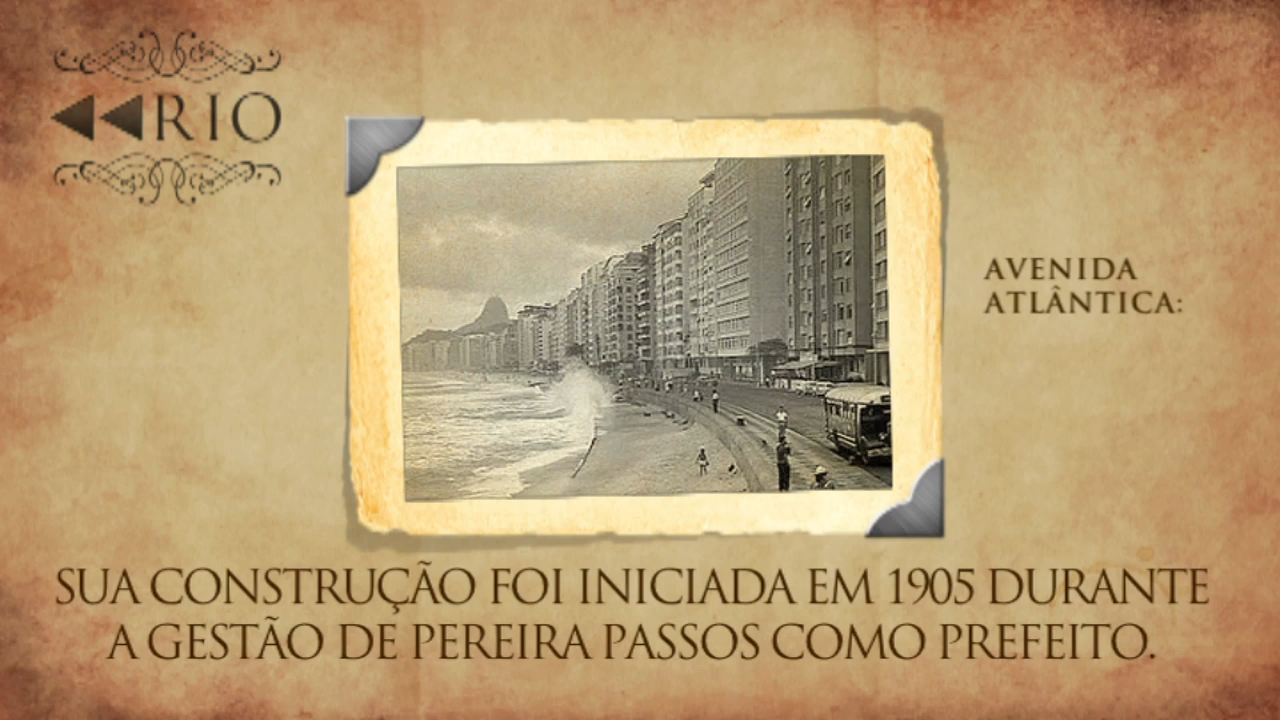 RIO
AVENIDA
ATLÂNTICA:
SUA CONSTRUÇÃO FOI INICIADA EM 1905 DURANTE
A GESTÃO DE PEREIRA PASSOS COMO PREFEITO.